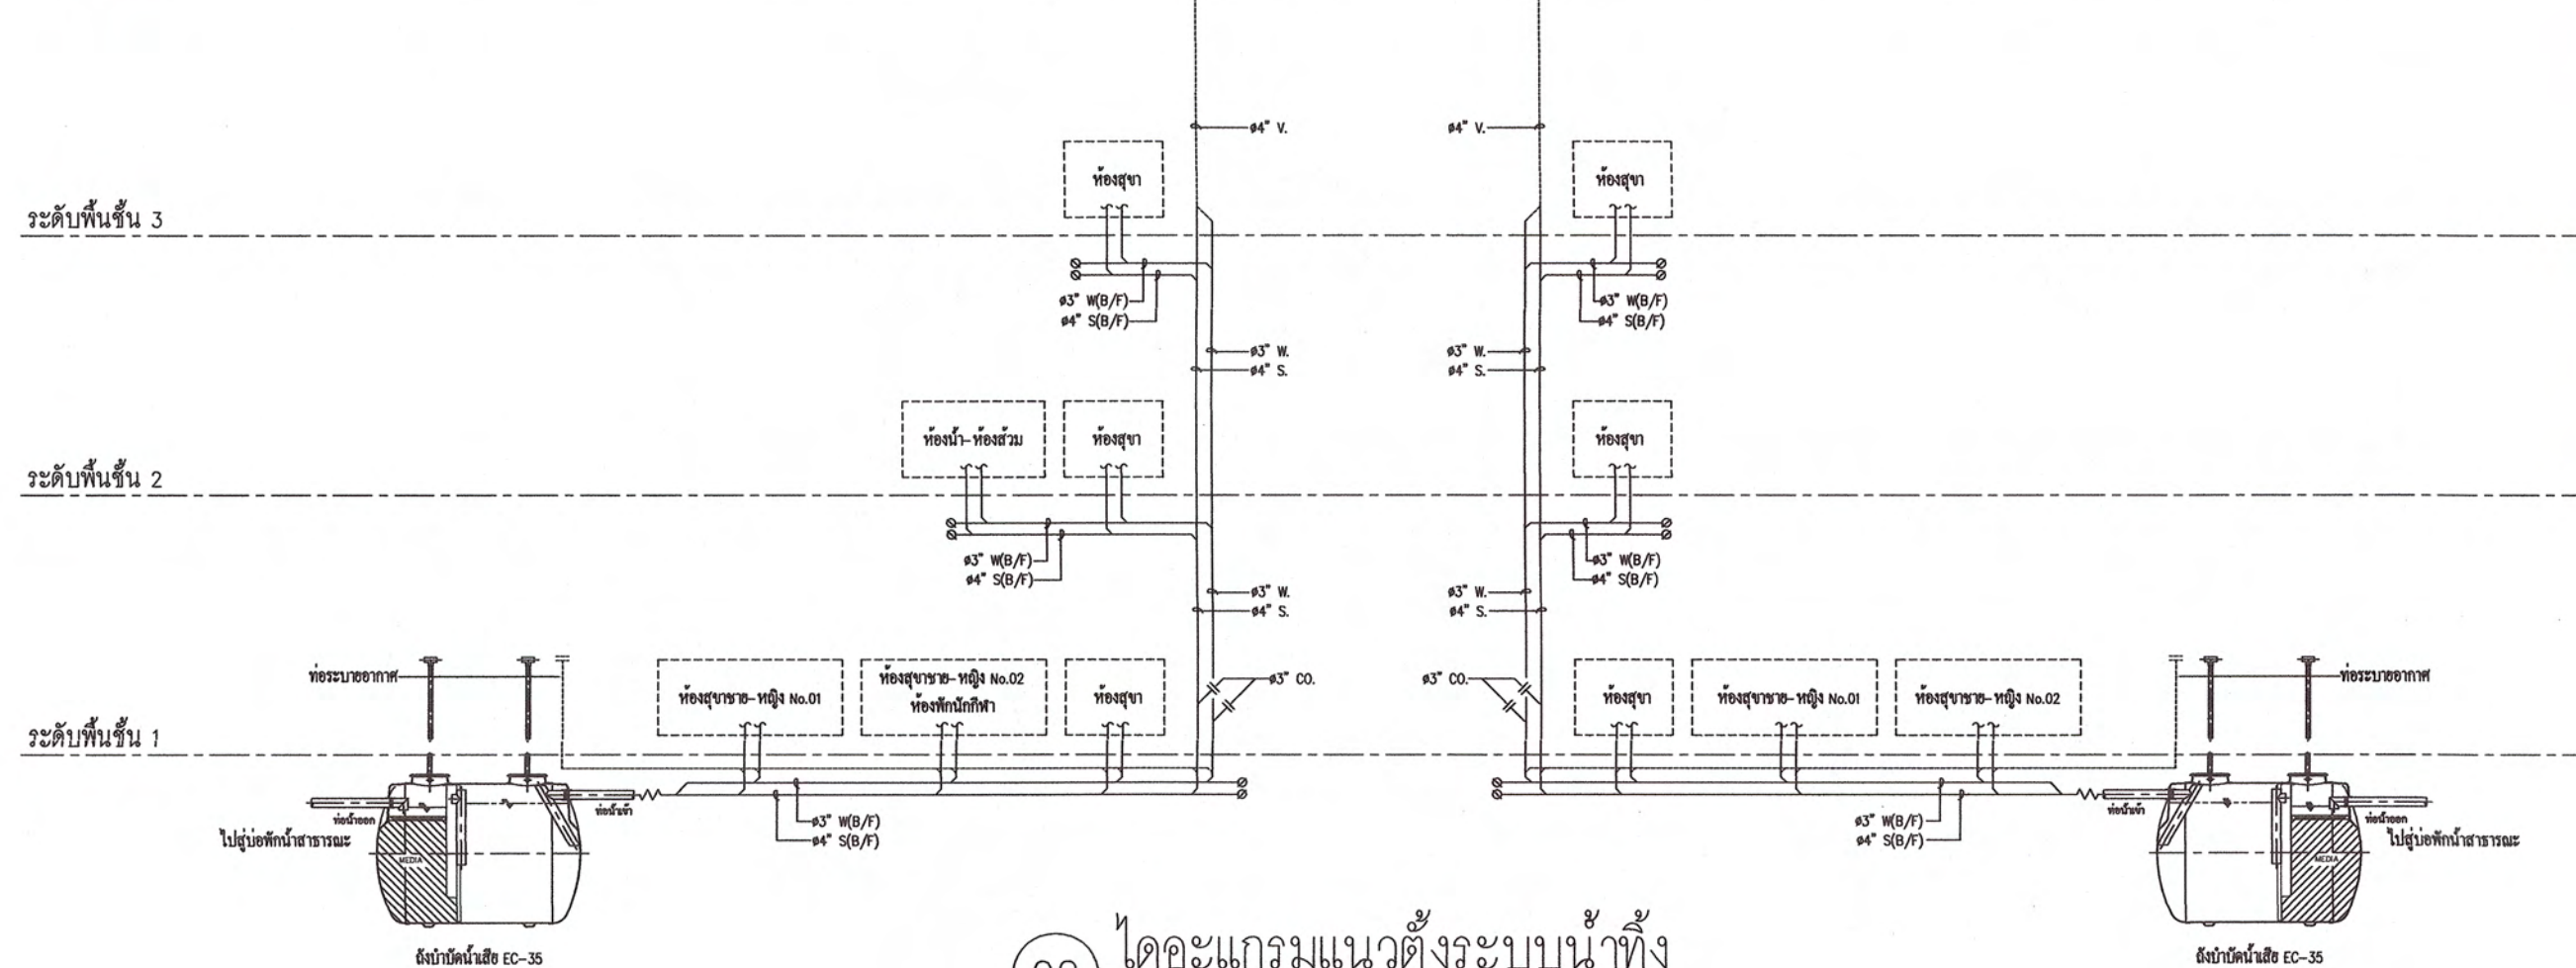 ø4" V.
ø4" V.
ห้องสุขา
ห้องสุขา
ระดับพื้นชั้น 3
ø3" W(B/F)
ø4" S(B/F)
ø3" W(B/F)
ø4" S(B/F)
ø3" W.
ø4" S.
ø3" W.
ø4" S.
ห้องน้ำ-ห้องส้วม
ห้องสุขา
ห้องสุขา
ระดับพื้นชั้น 2
ø3" W(B/F)
ø4" S(B/F)
ø3" W(B/F)
ø4" S(B/F)
ø3" W.
ø4" S.
ø3" W.
ø4" S.
ท่อระบายอากาศ
ห้องสุขาชาย-หญิง No.01
ห้องสุขาชาย-หญิง No.02
ห้องพักนักกีฬา
ห้องสุขา
ø3" CO.
ø3" CO.
ห้องสุขา
ห้องสุขาชาย-หญิง No.01
ห้องสุขาชาย-หญิง No.02
ท่อระบายอากาศ
ระดับพื้นชั้น 1
ท่อน้ำออก
ท่อน้ำเข้า
ไปสู่บ่อพักน้ำสาธารณะ
MEDIA
ø3" W(B/F)
ø4" S(B/F)
ø3" W(B/F)
ø4" S(B/F)
ท่อน้ำเข้า
ท่อน้ำออก
ไปสู่บ่อพักน้ำสาธารณะ
MEDIA
ถังบำบัดน้ำเสีย EC-35
ไดอะแกรมแนวตั้งระบบน้ำทิ้ง
ถังบำบัดน้ำเสีย EC-35